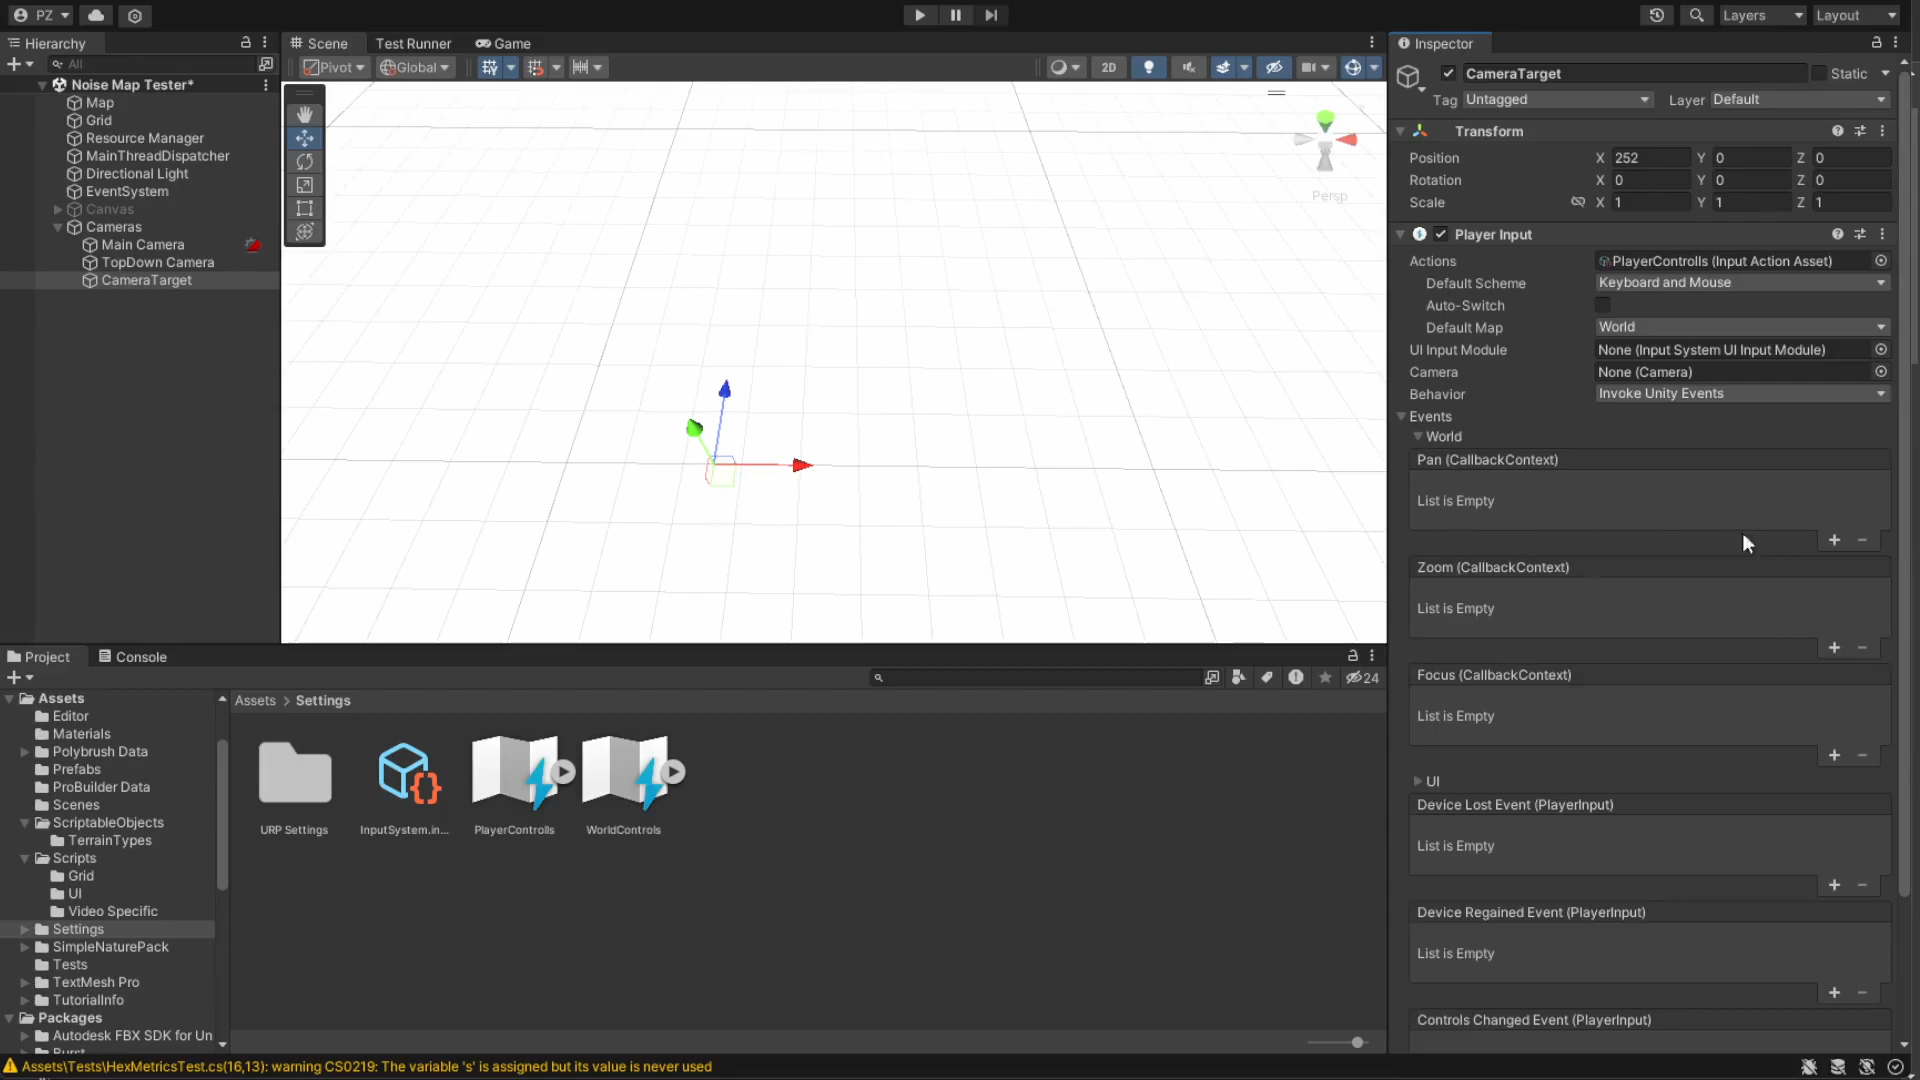 PZ
Layers
Layout
Hierarchy
All
Noise Map Tester*
Map
Grid
Resource Manager
MainThreadDispatcher
Directional Light
EventSystem
Canvas
Cameras
Main Camera
TopDown Camera
CameraTarget
Scene
Test Runner
Game
Pivot
Global
2D
Persp
Inspector
CameraTarget
Static
Tag
Untagged
Layer
Default
Transform
Position X 252 Y 0 Z 0
Rotation X 0 Y 0 Z 0
Scale X 1 Y 1 Z 1
Player Input
Actions PlayerControlls (Input Action Asset)
Default Scheme Keyboard and Mouse
Auto-Switch
Default Map World
UI Input Module None (Input System UI Input Module)
Camera None (Camera)
Behavior Invoke Unity Events
Events
World
Pan (CallbackContext)
List is Empty
+ −
Zoom (CallbackContext)
List is Empty
+ −
Focus (CallbackContext)
List is Empty
+ −
UI
Device Lost Event (PlayerInput)
List is Empty
+ −
Device Regained Event (PlayerInput)
List is Empty
+ −
Controls Changed Event (PlayerInput)
Project
Console
24
Assets
Editor
Materials
Polybrush Data
Prefabs
ProBuilder Data
Scenes
ScriptableObjects
TerrainTypes
Scripts
Grid
UI
Video Specific
Settings
SimpleNaturePack
Tests
TextMesh Pro
TutorialInfo
Packages
Autodesk FBX SDK for Un
Burst
Assets > Settings
URP Settings
InputSystem.in...
PlayerControlls
WorldControls
Assets\Tests\HexMetricsTest.cs(16,13): warning CS0219: The variable 's' is assigned but its value is never used